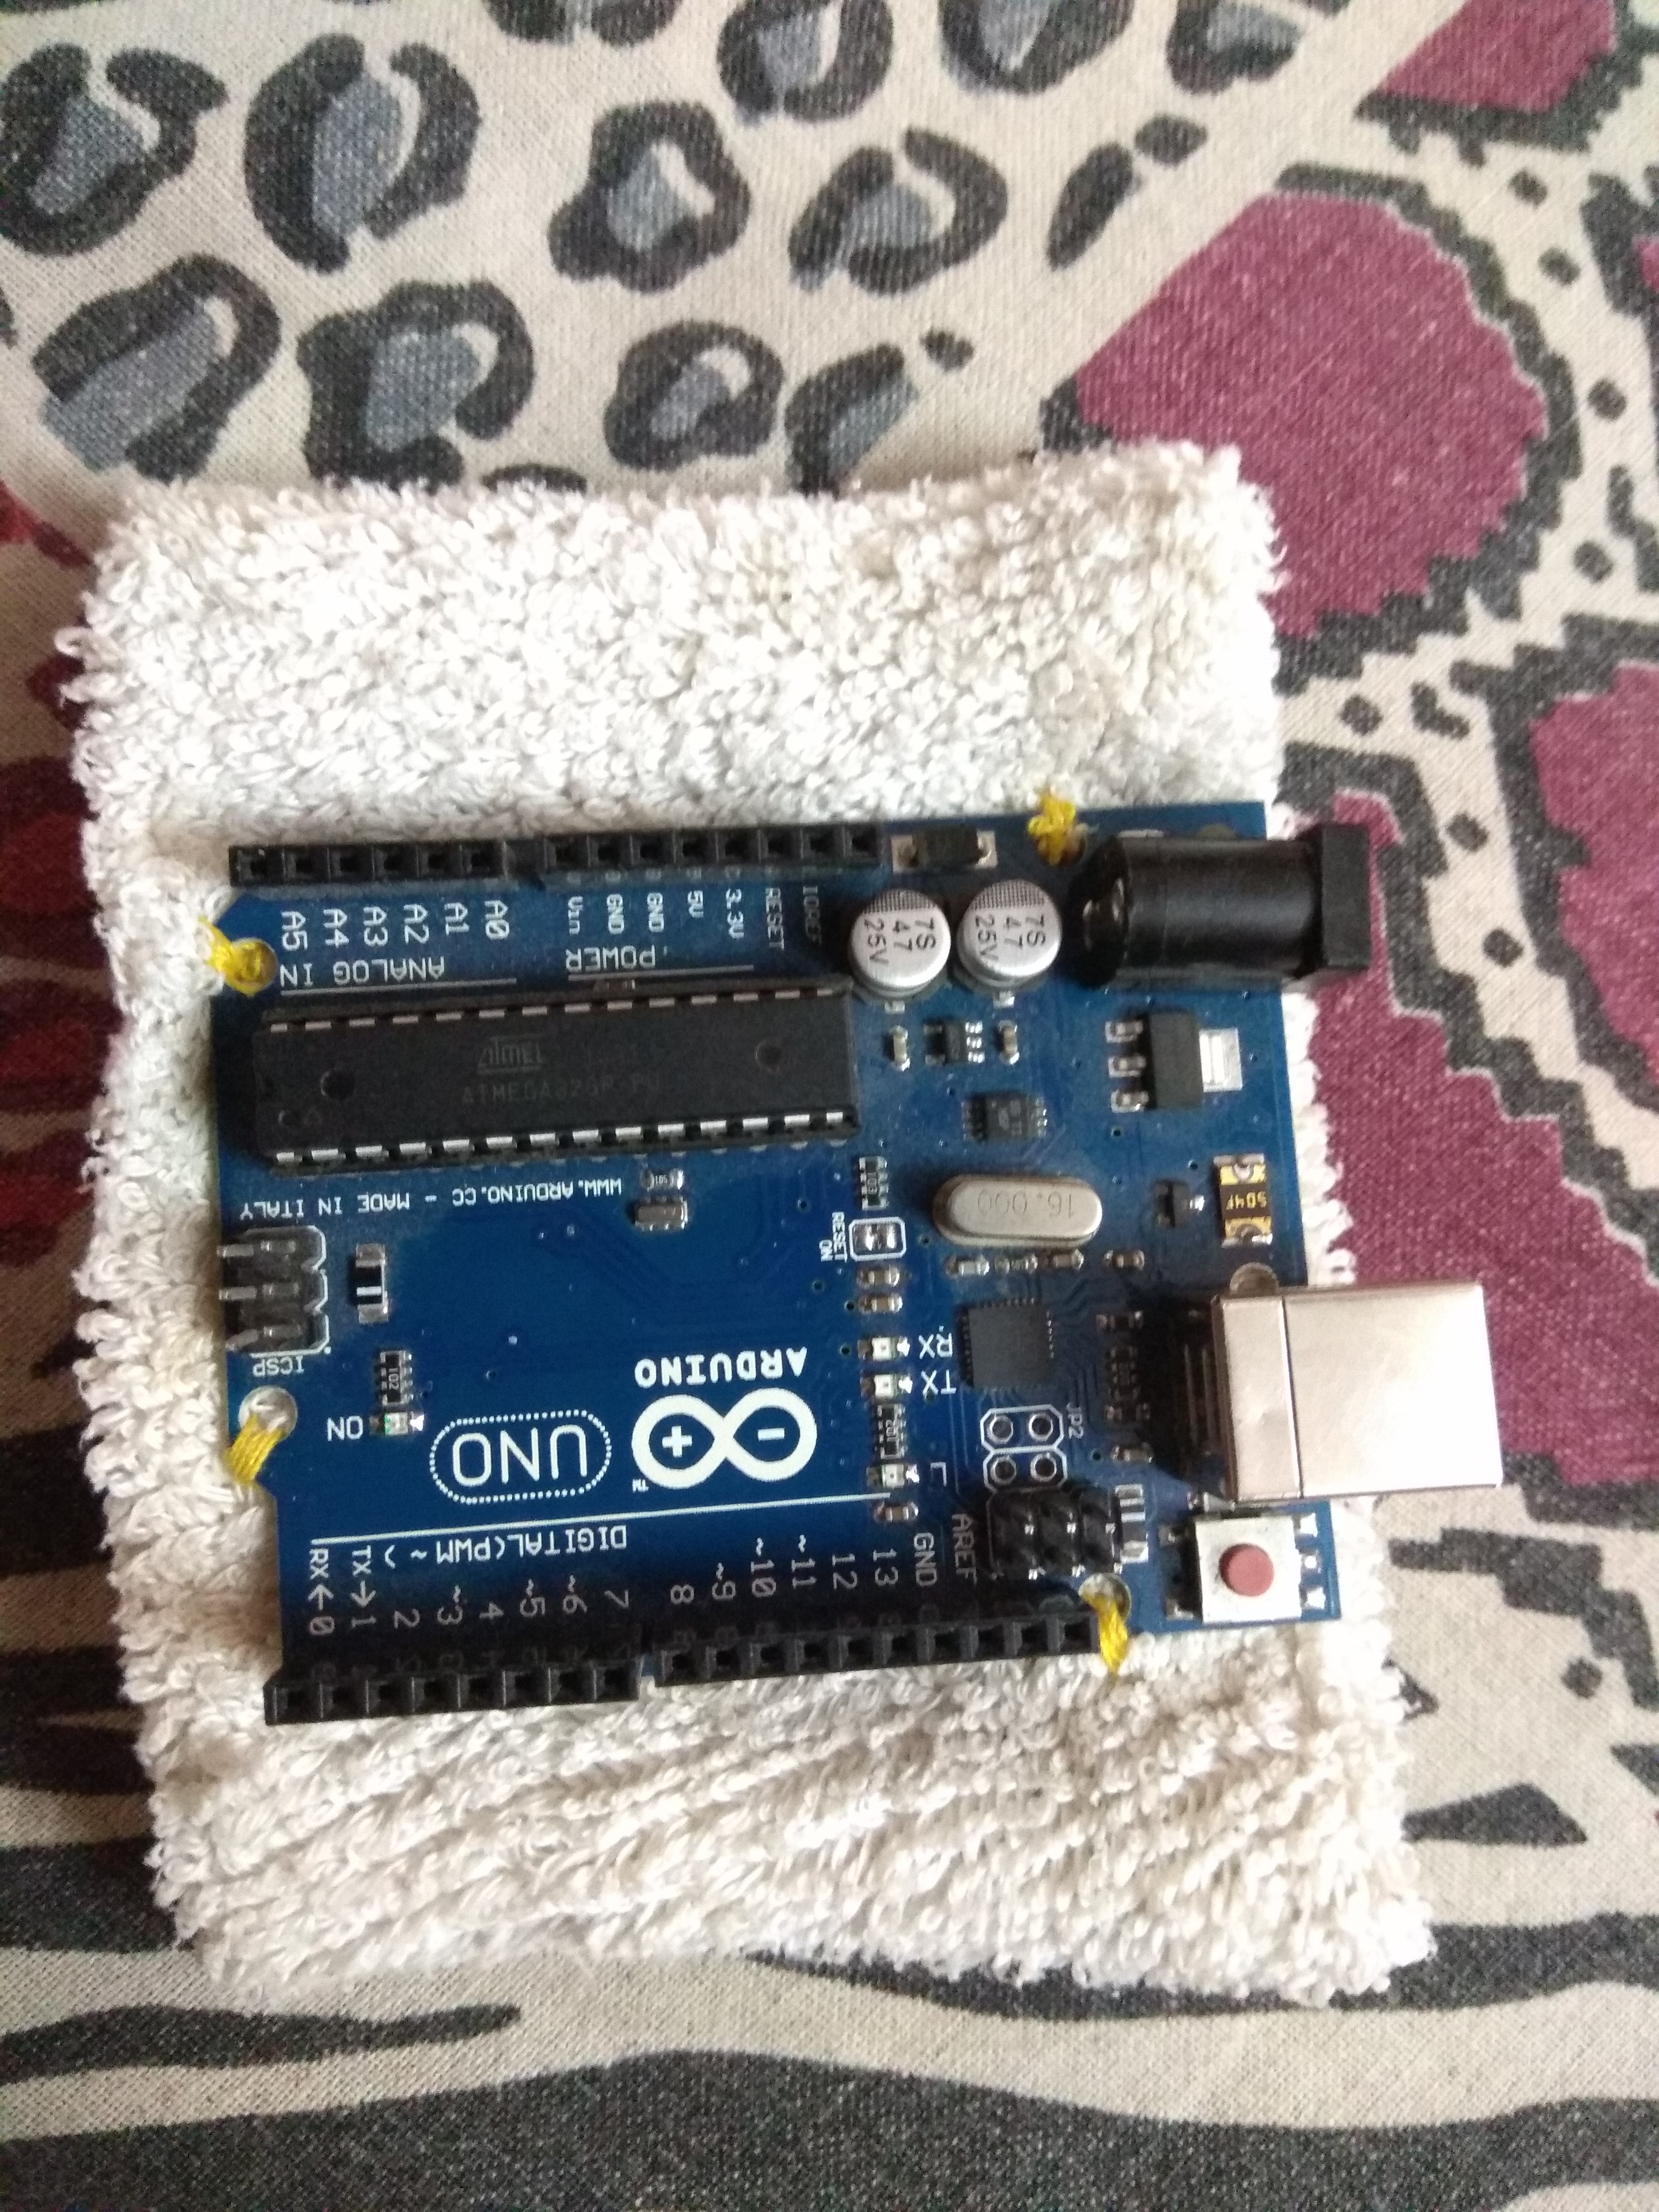 ARDUINO
TM
UNO
DIGITAL(PWM ~ )
AREF
GND
13
12
~11
~10
~9
8
7
~6
~5
4
~3
2
TX→1
RX←0
L
TX
RX
ON
ICSP
JP2
RESET
ON
16.000
WWW.ARDUINO.CC - MADE IN ITALY
ATMEL
POWER
ANALOG IN
IOREF
RESET
3.3V
5V
GND
GND
Vin
A0
A1
A2
A3
A4
A5
7S
47
25V
7S
47
25V